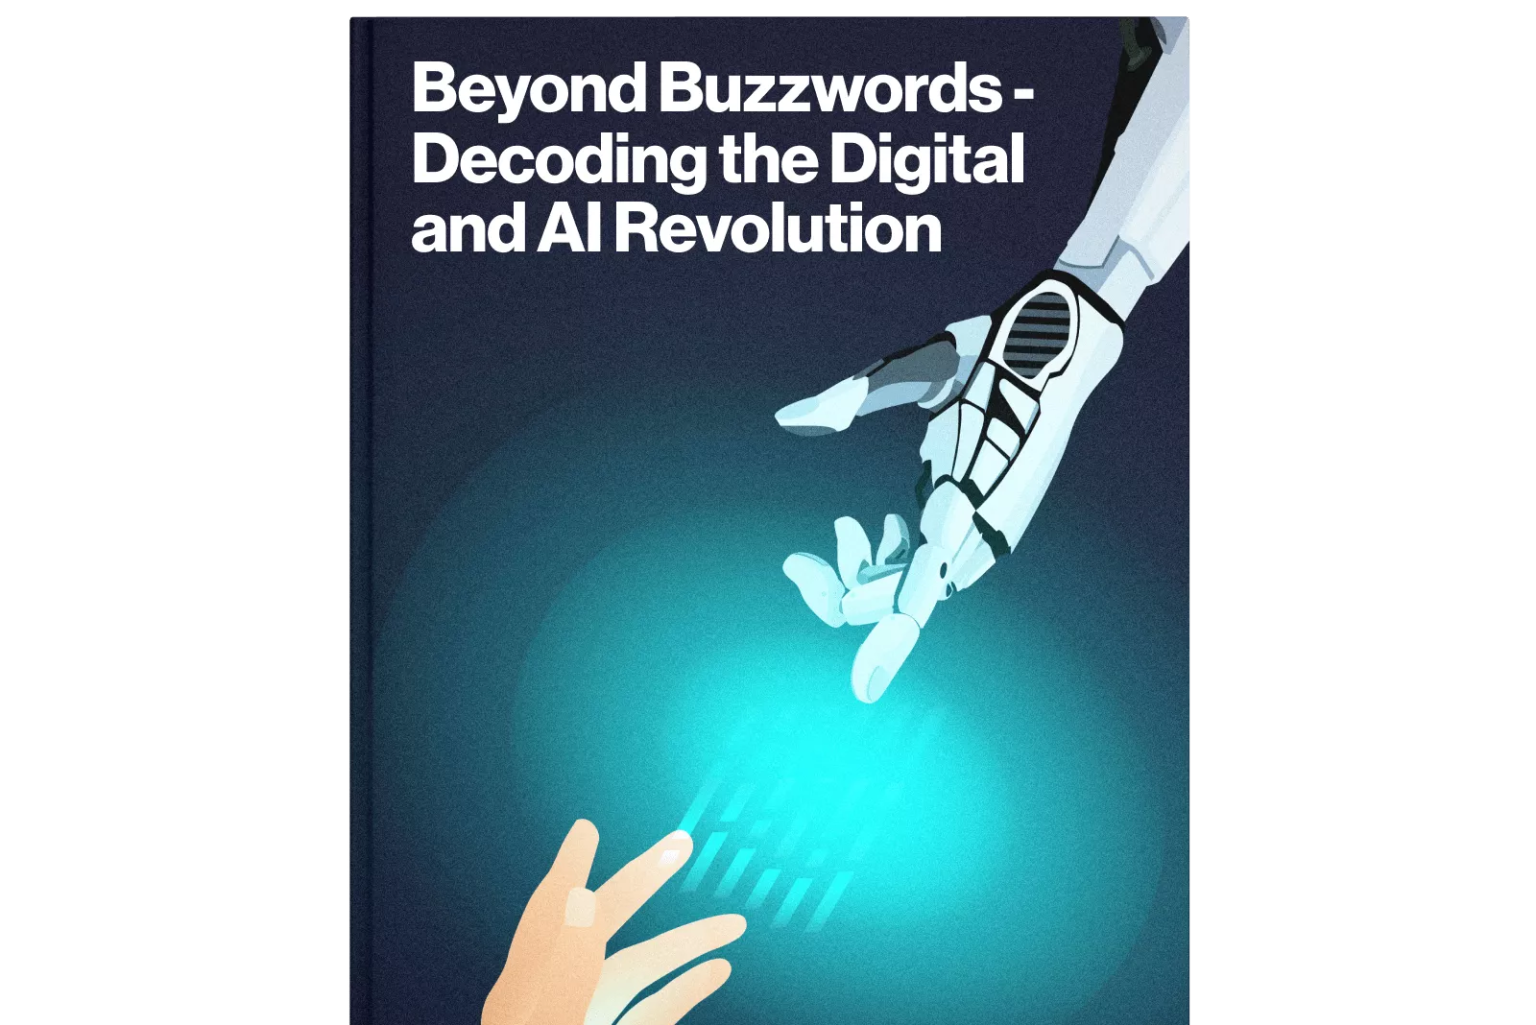 Beyond Buzzwords -
Decoding the Digital
and AI Revolution